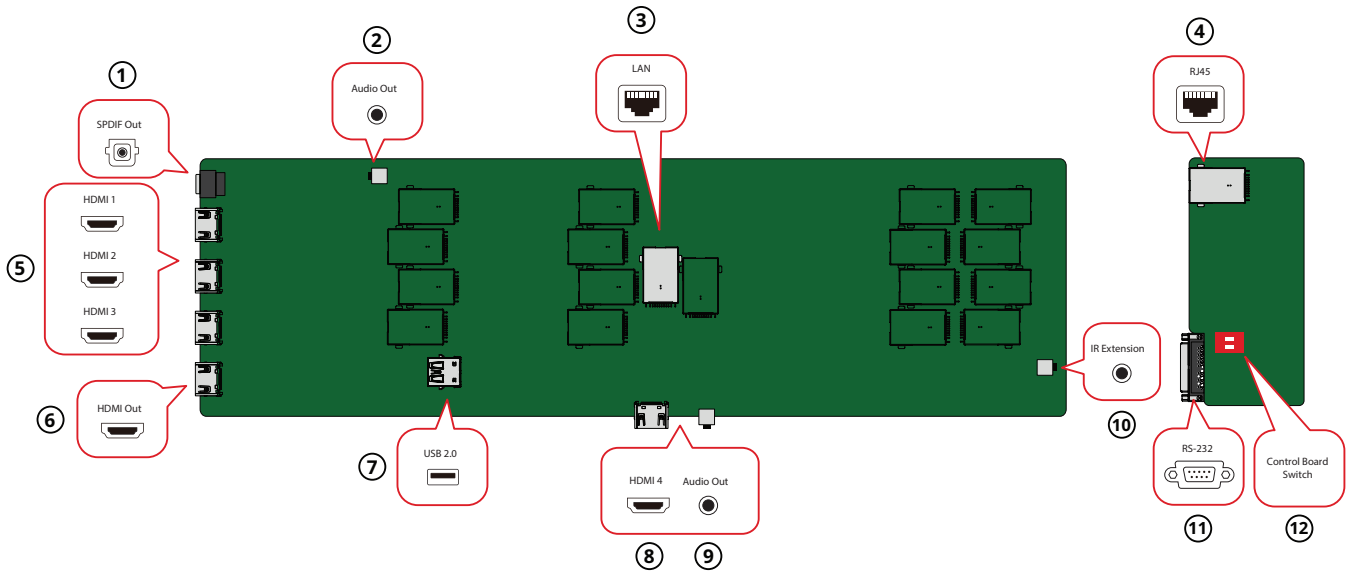 1
SPDIF Out
2
Audio Out
3
LAN
4
RJ45
5
HDMI 1
HDMI 2
HDMI 3
6
HDMI Out
7
USB 2.0
HDMI 4
Audio Out
8
9
IR Extension
10
RS-232
11
Control Board
Switch
12